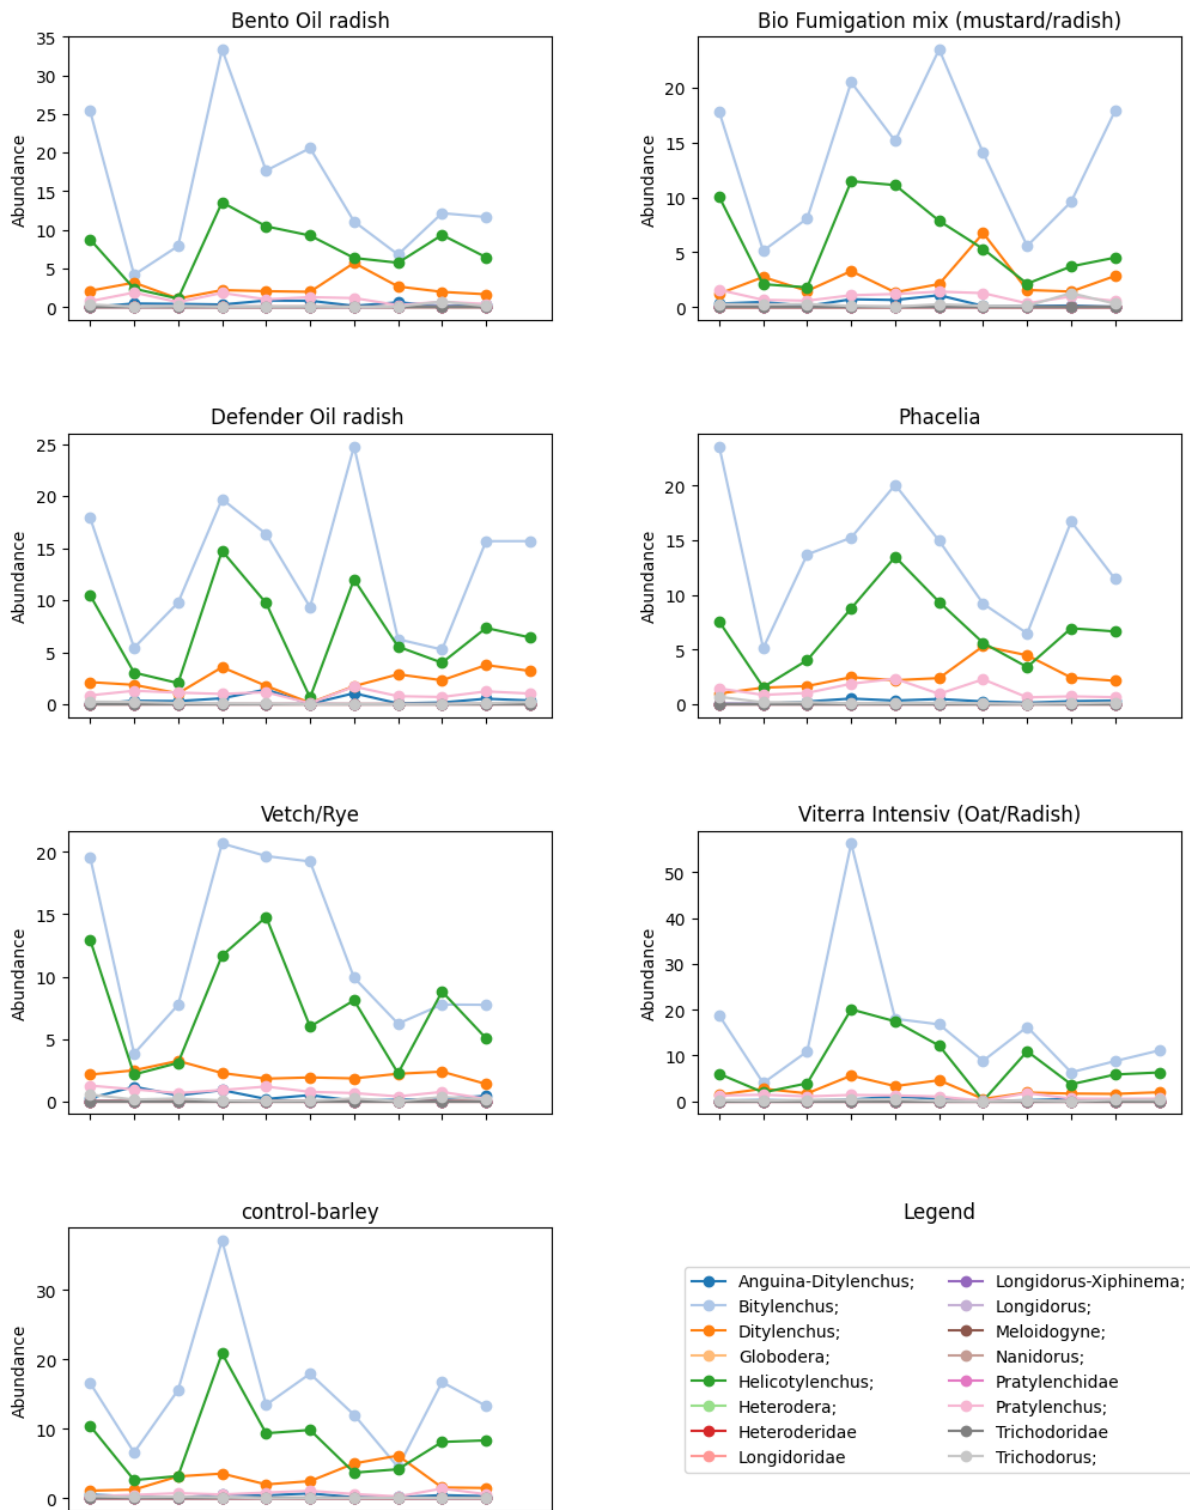 Bento Oil radish
35
30
25
20
15
10
5
0
Abundance
Bio Fumigation mix (mustard/radish)
20
15
10
5
0
Abundance
Defender Oil radish
25
20
15
10
5
0
Abundance
Phacelia
20
15
10
5
0
Abundance
Vetch/Rye
20
15
10
5
0
Abundance
Viterra Intensiv (Oat/Radish)
50
40
30
20
10
0
Abundance
control-barley
30
20
10
0
Abundance
Legend
Anguina-Ditylenchus;
Bitylenchus;
Ditylenchus;
Globodera;
Helicotylenchus;
Heterodera;
Heteroderidae
Longidoridae
Longidorus-Xiphinema;
Longidorus;
Meloidogyne;
Nanidorus;
Pratylenchidae
Pratylenchus;
Trichodoridae
Trichodorus;